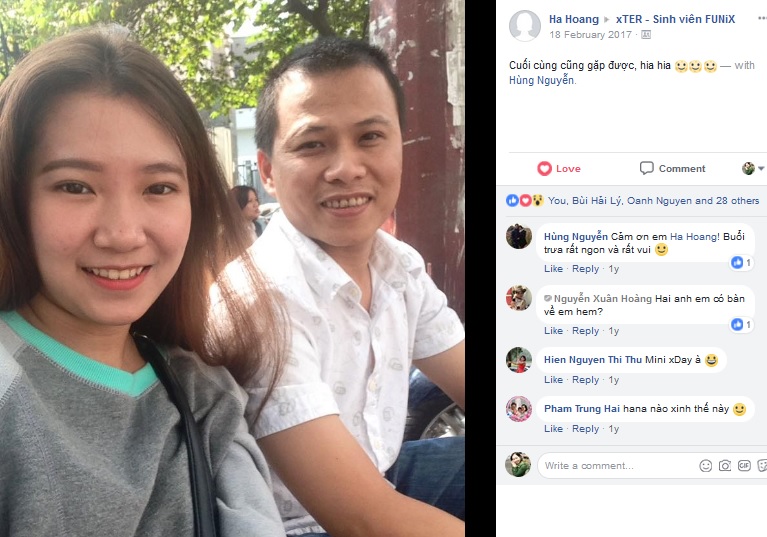 Ha Hoang ▸ xTER - Sinh viên FUNiX
18 February 2017 ·
Cuối cùng cũng gặp được, hia hia — with
Hùng Nguyễn.
Love
Comment
You, Bùi Hải Lý, Oanh Nguyen and 28 others
Hùng Nguyễn Cảm ơn em Ha Hoang! Buổi
trưa rất ngon và rất vui
1
Like · Reply · 1y
Nguyễn Xuân Hoàng Hai anh em có bàn
về em hem?
1
Like · Reply · 1y
Hien Nguyen Thi Thu Mini xDay à
Like · Reply · 1y
Pham Trung Hai hana nào xinh thế này
Like · Reply · 1y
Write a comment...
GIF